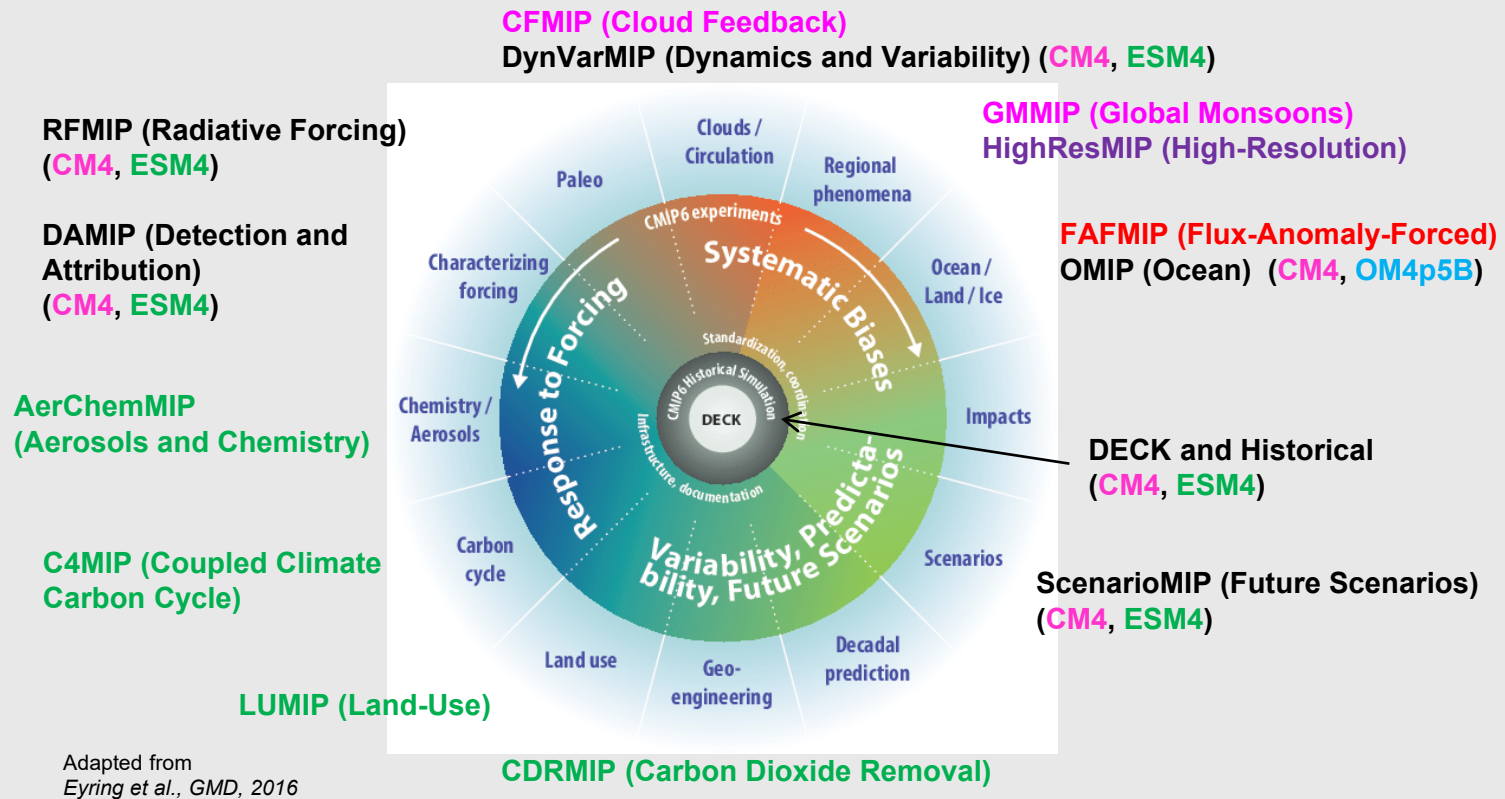 CFMIP (Cloud Feedback)
DynVarMIP (Dynamics and Variability) (CM4, ESM4)
RFMIP (Radiative Forcing)
(CM4, ESM4)
DAMIP (Detection and
Attribution)
(CM4, ESM4)
AerChemMIP
(Aerosols and Chemistry)
C4MIP (Coupled Climate
Carbon Cycle)
LUMIP (Land-Use)
Adapted from
Eyring et al., GMD, 2016
Clouds /
Circulation
Regional
phenomena
Ocean /
Land / Ice
Impacts
Scenarios
Decadal
prediction
Geo-
engineering
Land use
Carbon
cycle
Chemistry /
Aerosols
Characterizing
forcing
Paleo
CMIP6 experiments
Systematic Biases
Response to Forcing
Variability, Predicta-
bility, Future Scenarios
Standardization, coordination
Infrastructure, documentation
CMIP6 Historical Simulation
DECK
GMMIP (Global Monsoons)
HighResMIP (High-Resolution)
FAFMIP (Flux-Anomaly-Forced)
OMIP (Ocean) (CM4, OM4p5B)
DECK and Historical
(CM4, ESM4)
ScenarioMIP (Future Scenarios)
(CM4, ESM4)
CDRMIP (Carbon Dioxide Removal)